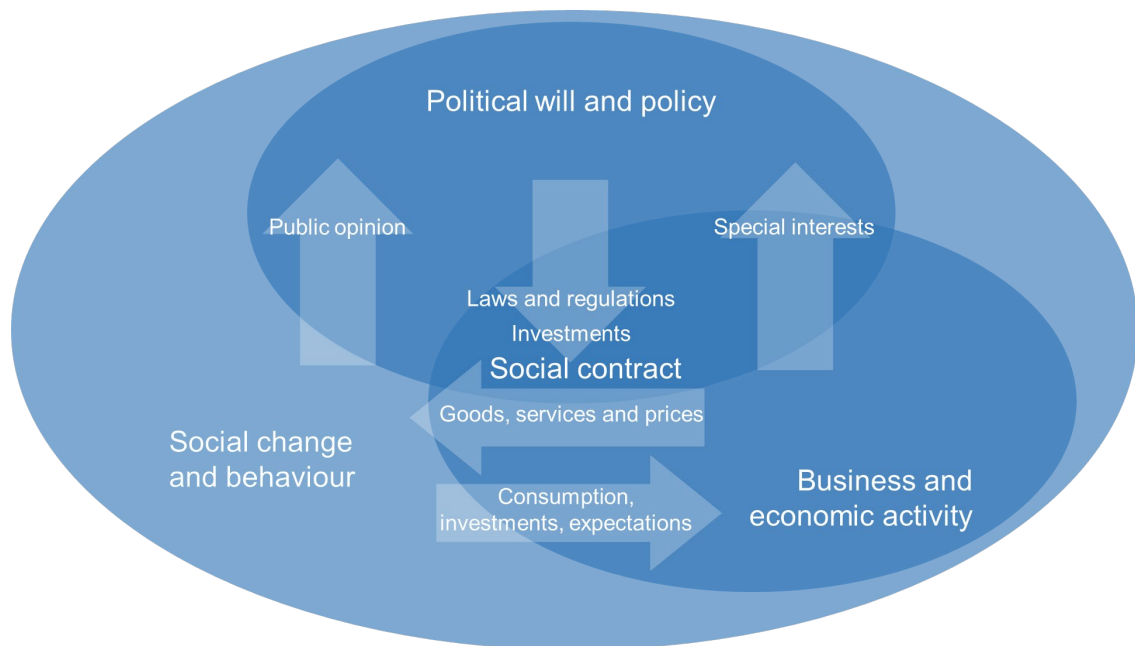 Political will and policy
Public opinion
Special interests
Laws and regulations
Investments
Social contract
Goods, services and prices
Social change
and behaviour
Consumption,
investments, expectations
Business and
economic activity